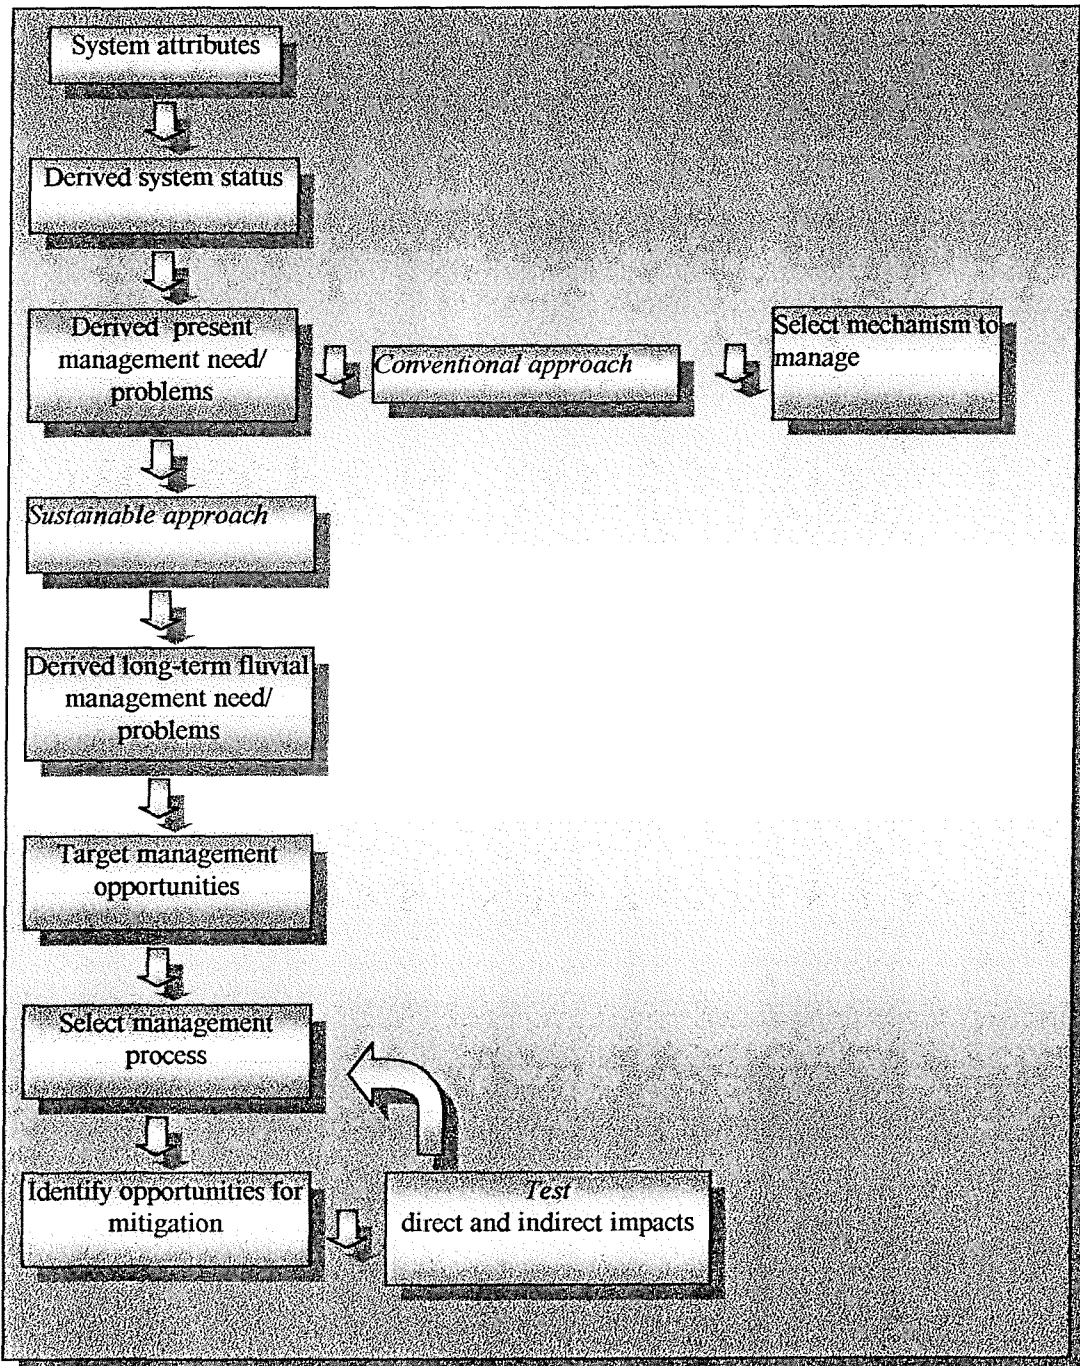 System attributes
Derived system status
Derived present
management need/
problems
Conventional approach
Select mechanism to
manage
Sustainable approach
Derived long-term fluvial
management need/
problems
Target management
opportunities
Select management
process
Identify opportunities for
mitigation
Test
direct and indirect impacts